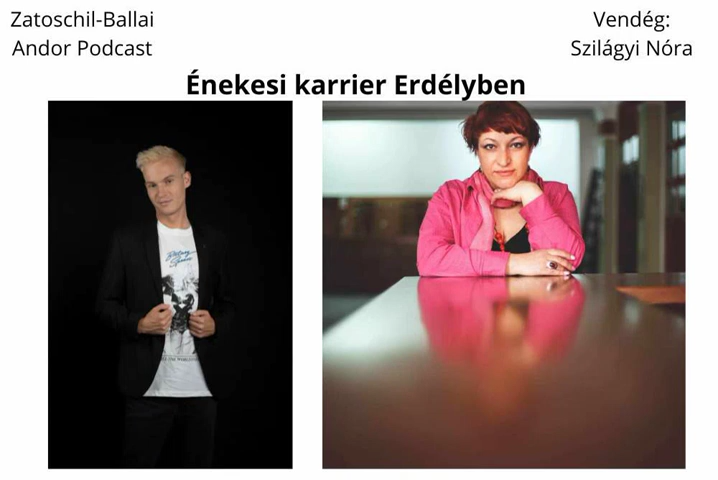 Zatoschil-Ballai
Andor Podcast
Vendég:
Szilágyi Nóra
Énekesi karrier Erdélyben